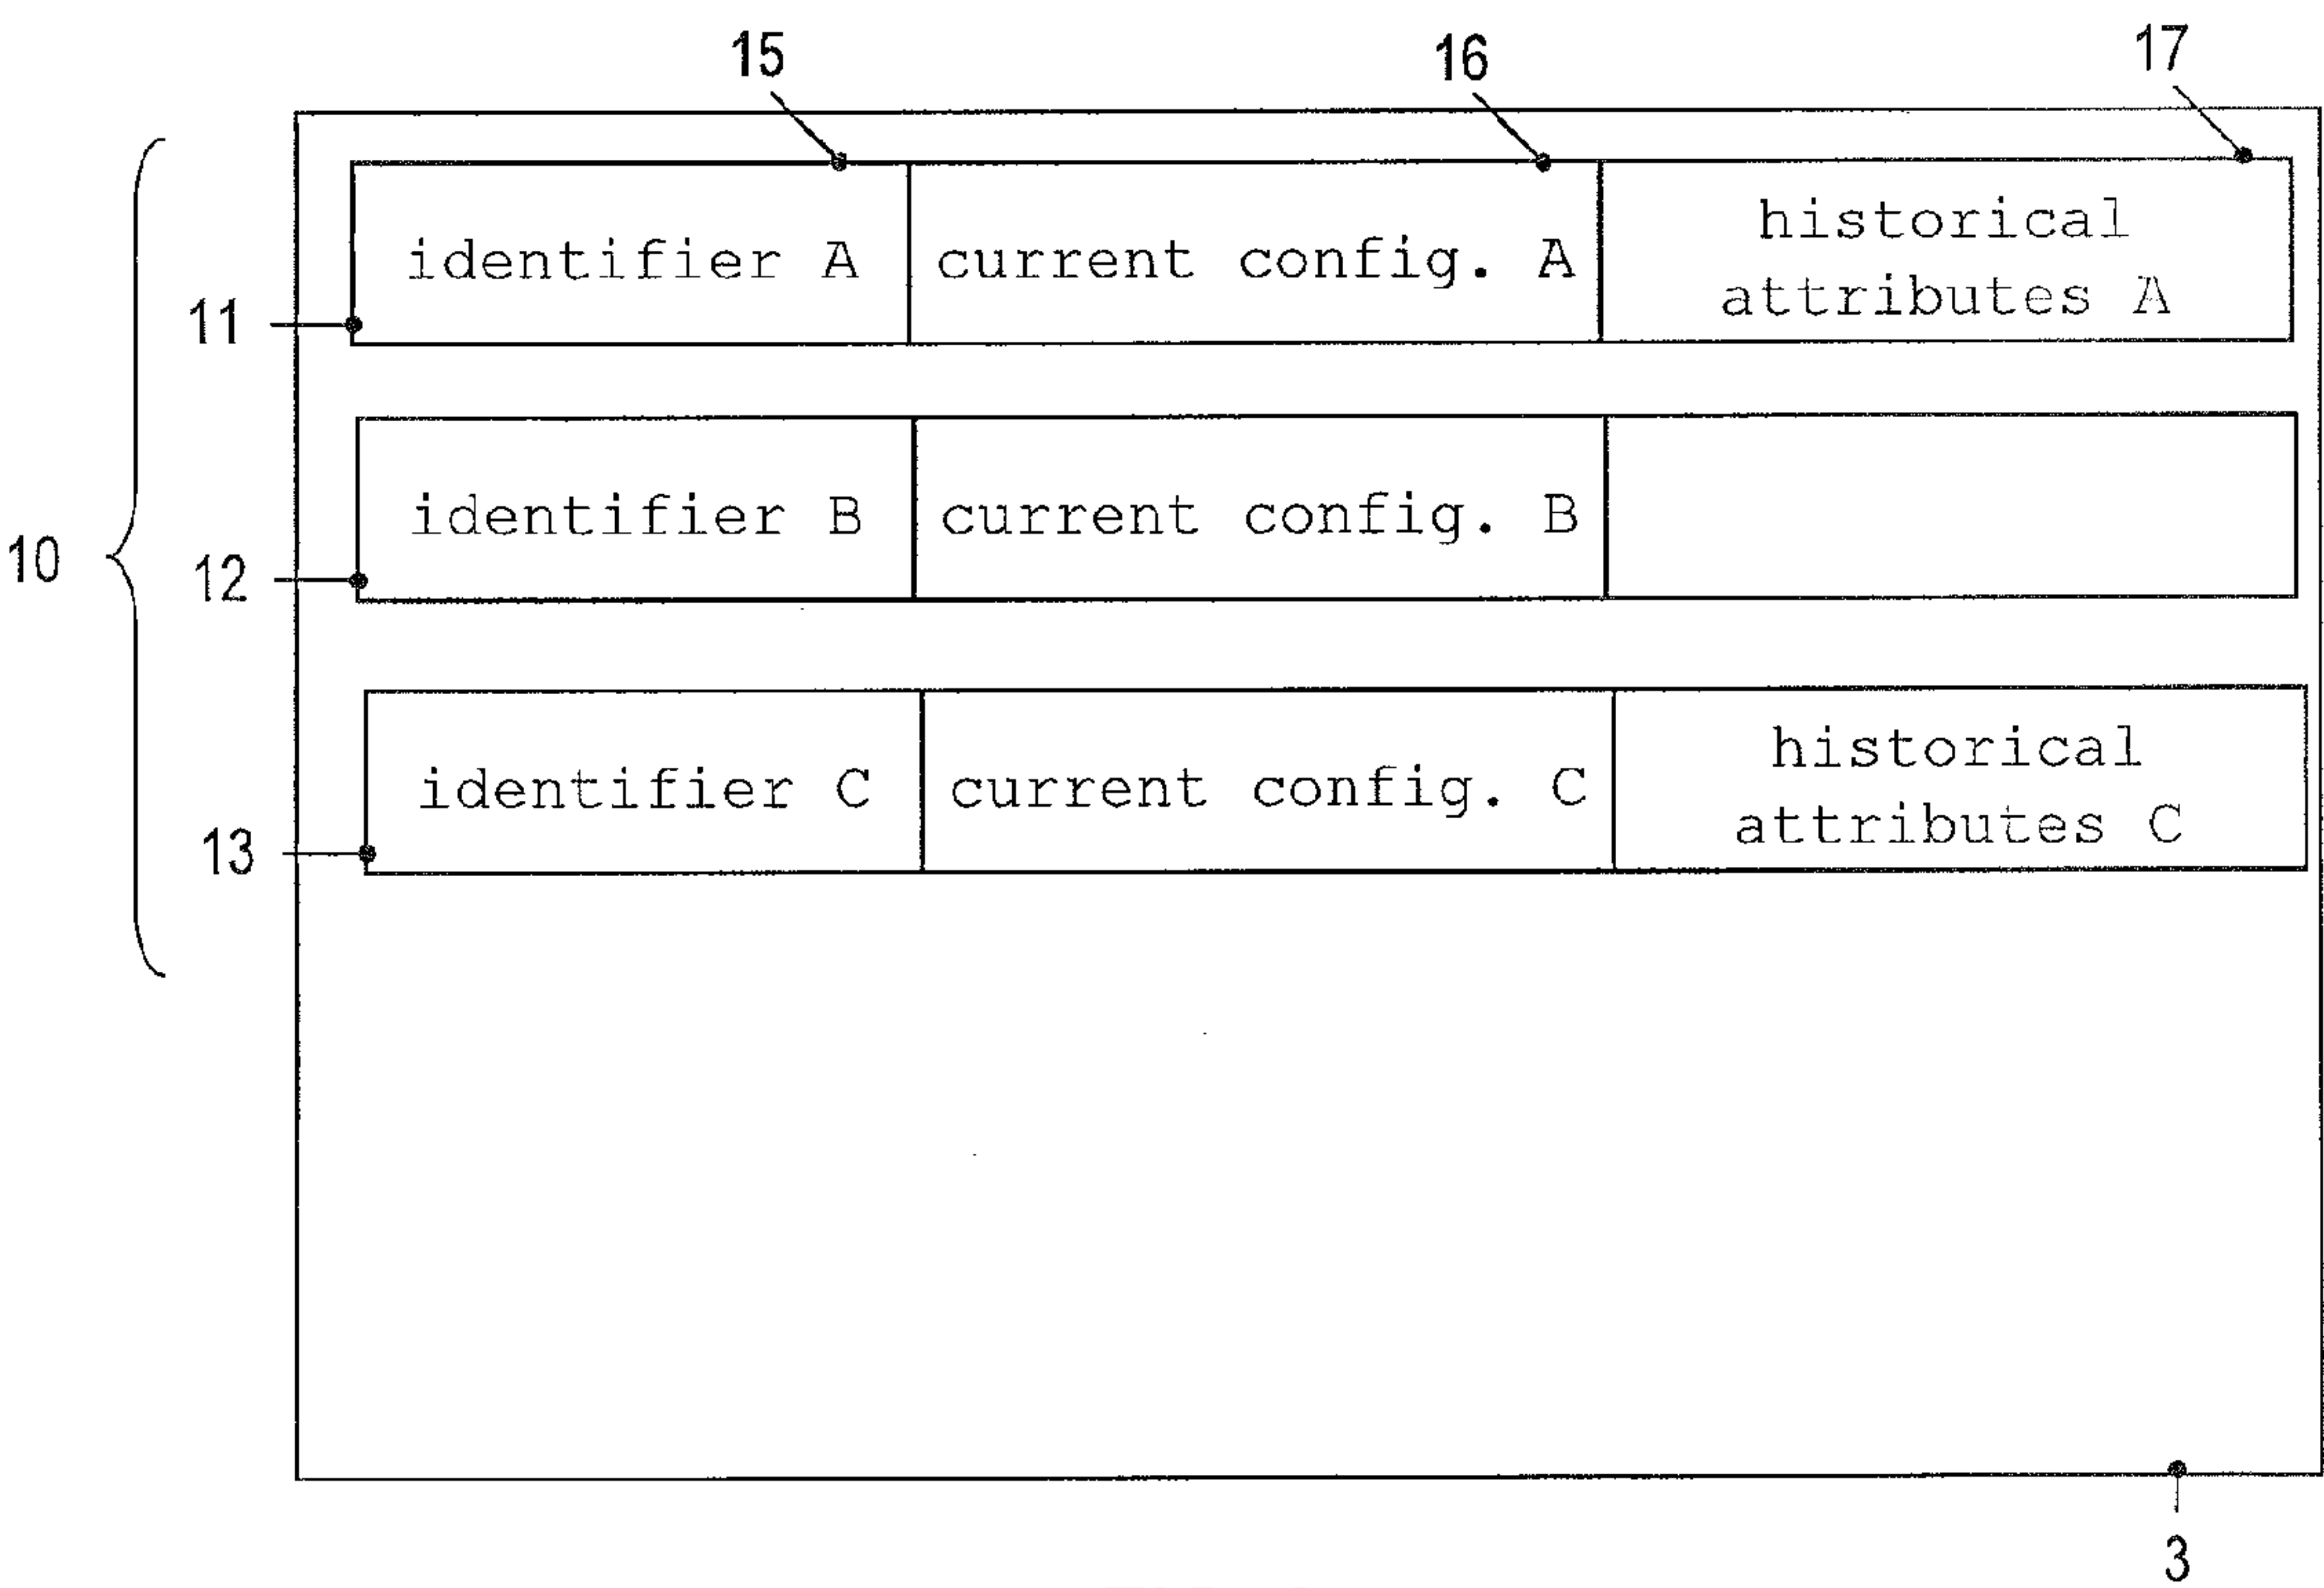 15
16
17
identifier A
current config. A
historical
attributes A
11
identifier B
current config. B
10
12
identifier C
current config. C
historical
attributes C
13
3